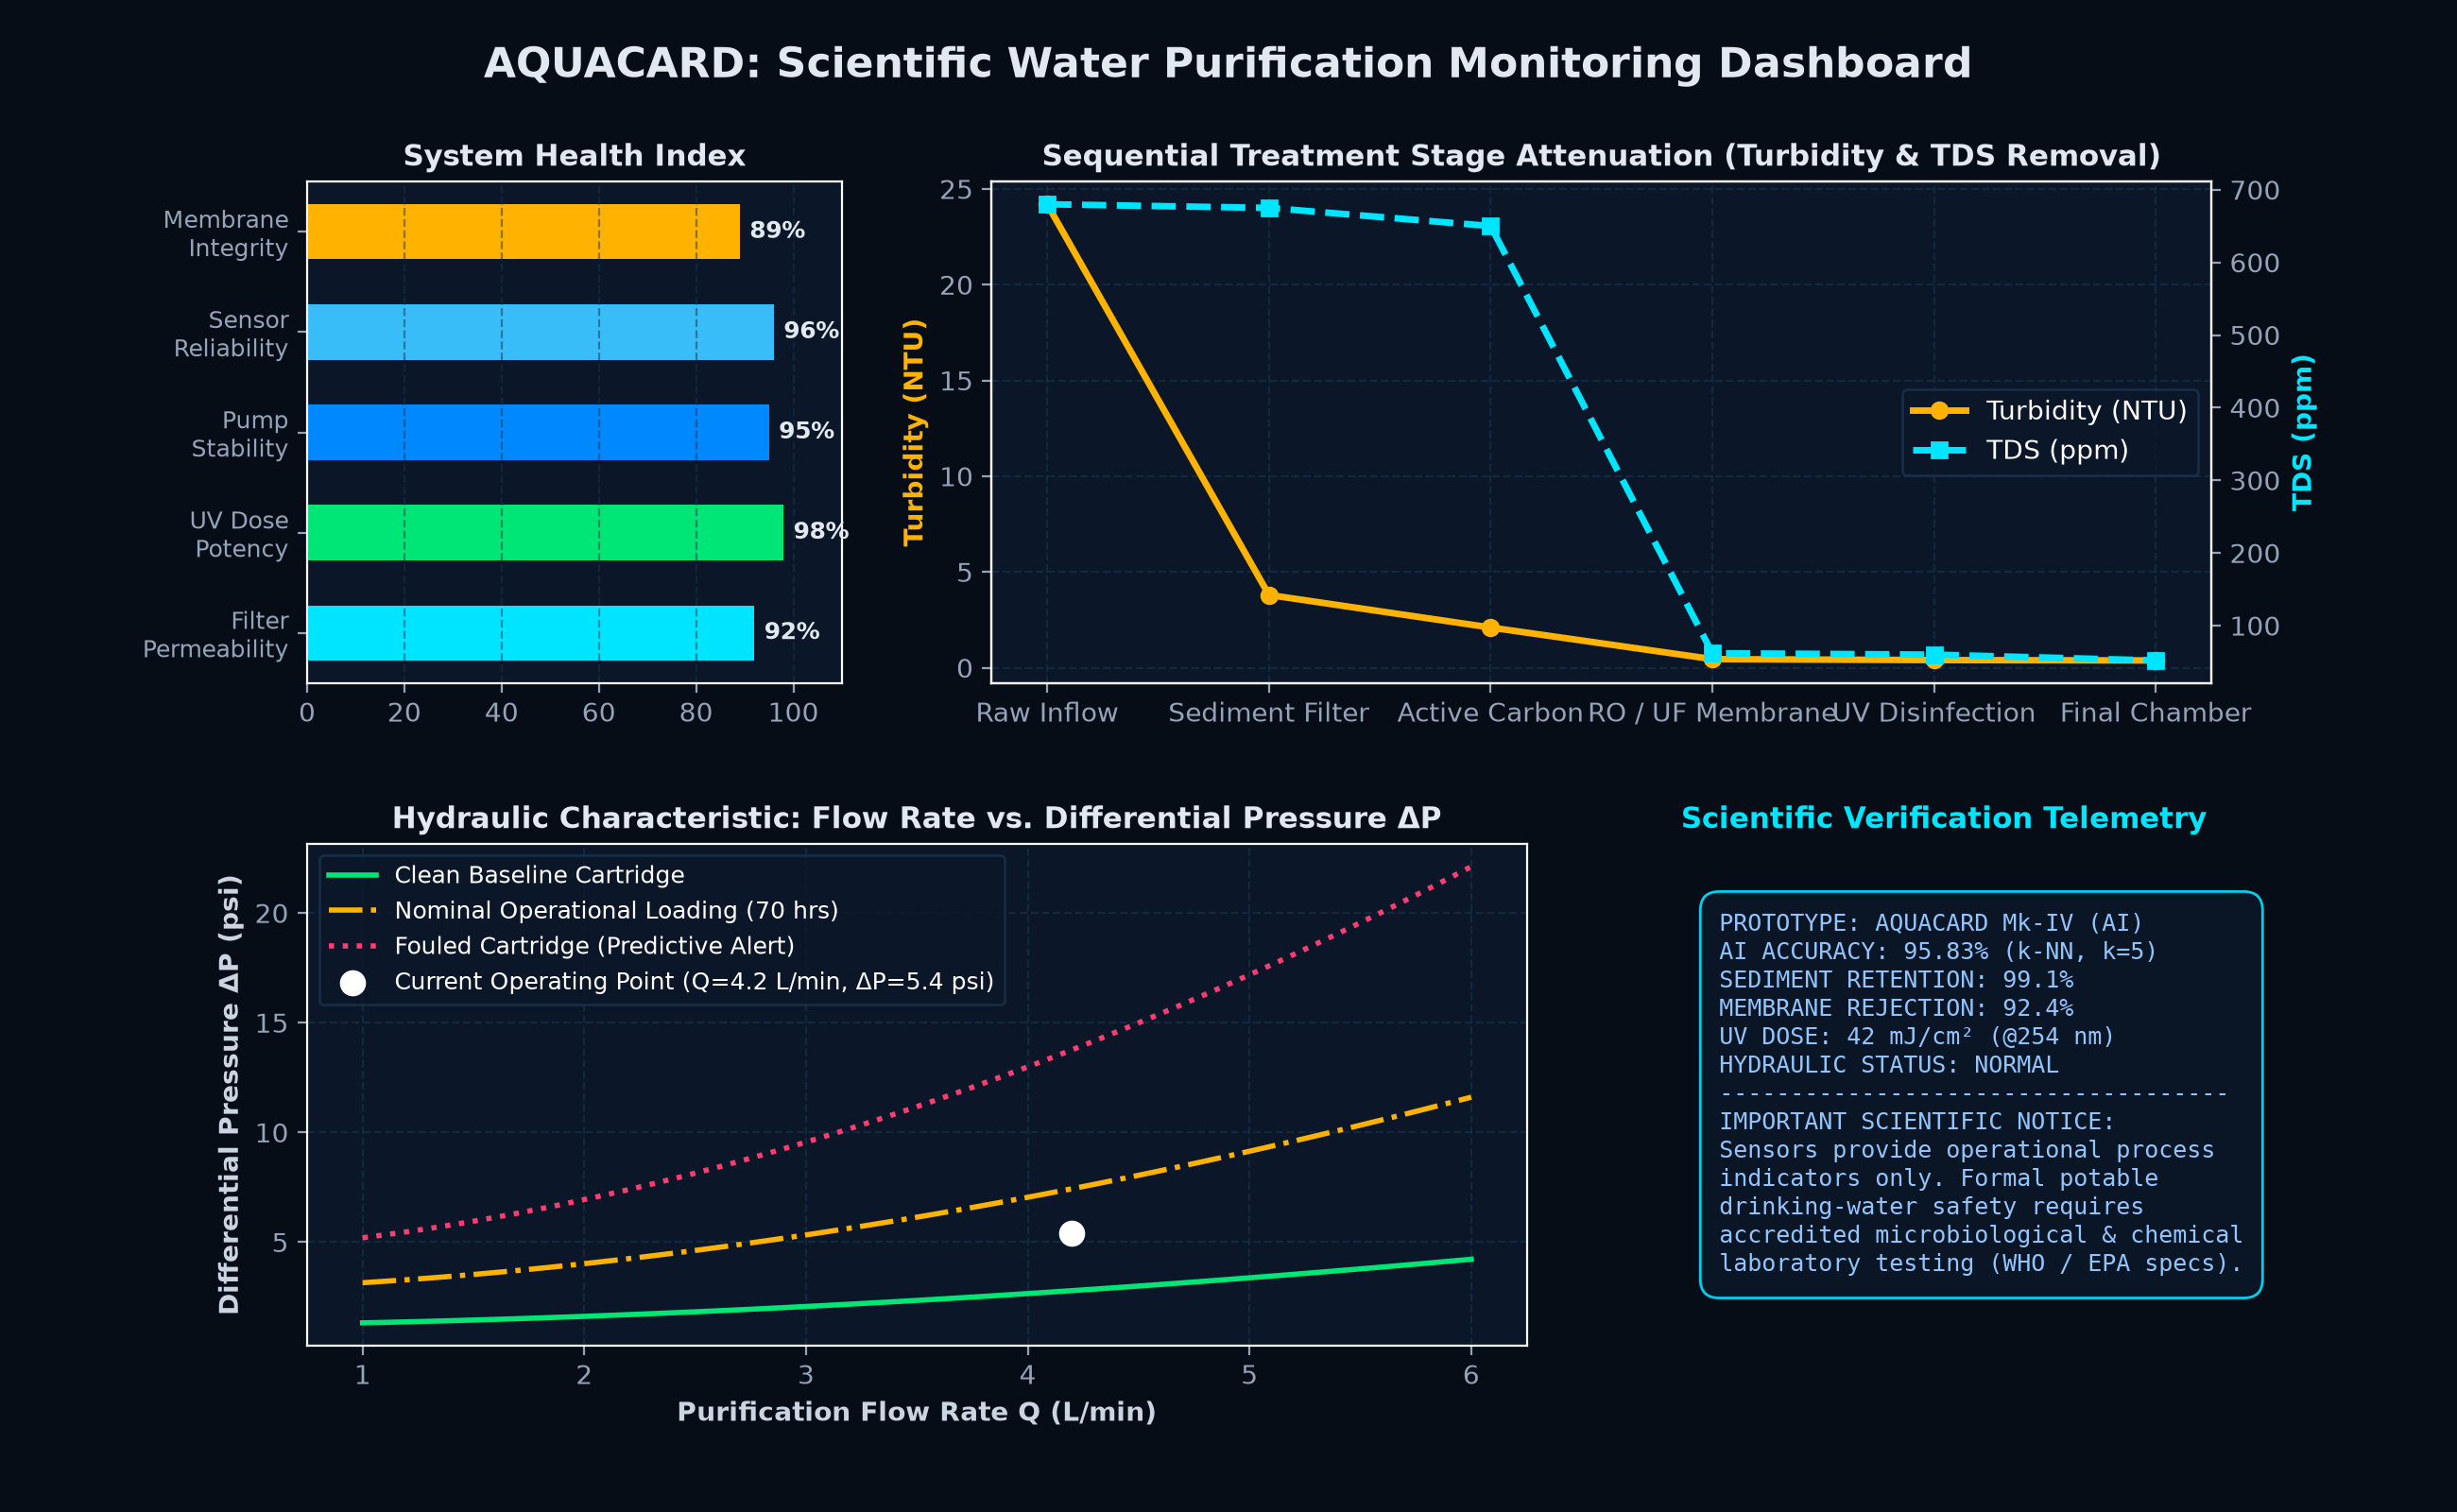 AQUACARD: Scientific Water Purification Monitoring Dashboard
System Health Index
Membrane
Integrity
89%
Sensor
Reliability
96%
Pump
Stability
95%
UV Dose
Potency
98%
Filter
Permeability
92%
0 20 40 60 80 100
Sequential Treatment Stage Attenuation (Turbidity & TDS Removal)
Turbidity (NTU)
25
20
15
10
5
0
700
600
500
400
300
200
100
TDS (ppm)
Turbidity (NTU)
TDS (ppm)
Raw Inflow Sediment Filter Active Carbon RO / UF Membrane UV Disinfection Final Chamber
Hydraulic Characteristic: Flow Rate vs. Differential Pressure ΔP
Differential Pressure ΔP (psi)
20
15
10
5
Clean Baseline Cartridge
Nominal Operational Loading (70 hrs)
Fouled Cartridge (Predictive Alert)
Current Operating Point (Q=4.2 L/min, ΔP=5.4 psi)
1 2 3 4 5 6
Purification Flow Rate Q (L/min)
Scientific Verification Telemetry
PROTOTYPE: AQUACARD Mk-IV (AI)
AI ACCURACY: 95.83% (k-NN, k=5)
SEDIMENT RETENTION: 99.1%
MEMBRANE REJECTION: 92.4%
UV DOSE: 42 mJ/cm² (@254 nm)
HYDRAULIC STATUS: NORMAL
------------------------------------
IMPORTANT SCIENTIFIC NOTICE:
Sensors provide operational process
indicators only. Formal potable
drinking-water safety requires
accredited microbiological & chemical
laboratory testing (WHO / EPA specs).